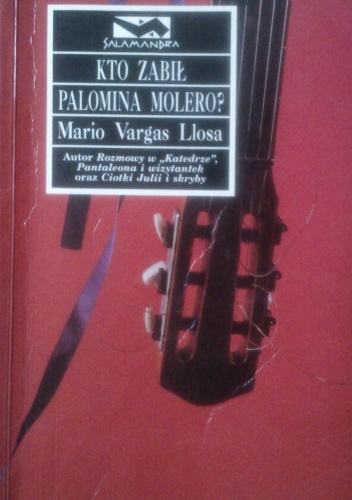 SALAMANDRA
KTO ZABIŁ
PALOMINA MOLERO?
Mario Vargas Llosa
Autor Rozmowy w „Katedrze”,
Pantaleona i wizytantek
oraz Ciotki Julii i skryby